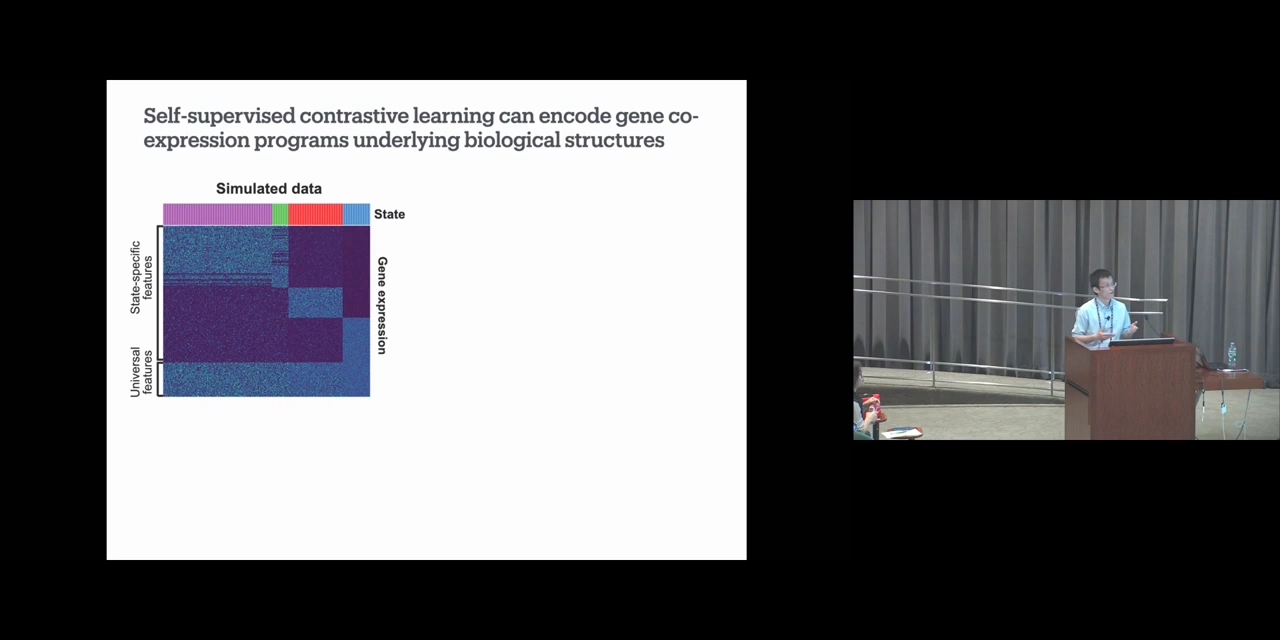 Self-supervised contrastive learning can encode gene co-
expression programs underlying biological structures
Simulated data
State
State-specific
features
Universal
features
Gene expression